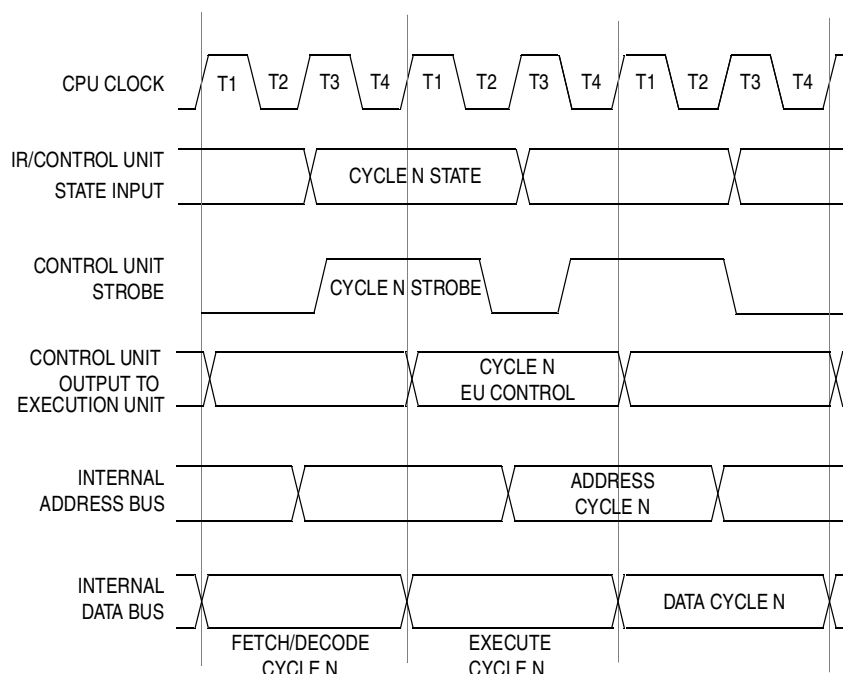 CPU CLOCK
T1 T2 T3 T4 T1 T2 T3 T4 T1 T2 T3 T4
IR/CONTROL UNIT
STATE INPUT
CYCLE N STATE
CONTROL UNIT
STROBE
CYCLE N STROBE
CONTROL UNIT
OUTPUT TO
EXECUTION UNIT
CYCLE N
EU CONTROL
INTERNAL
ADDRESS BUS
ADDRESS
CYCLE N
INTERNAL
DATA BUS
DATA CYCLE N
FETCH/DECODE
CYCLE N
EXECUTE
CYCLE N